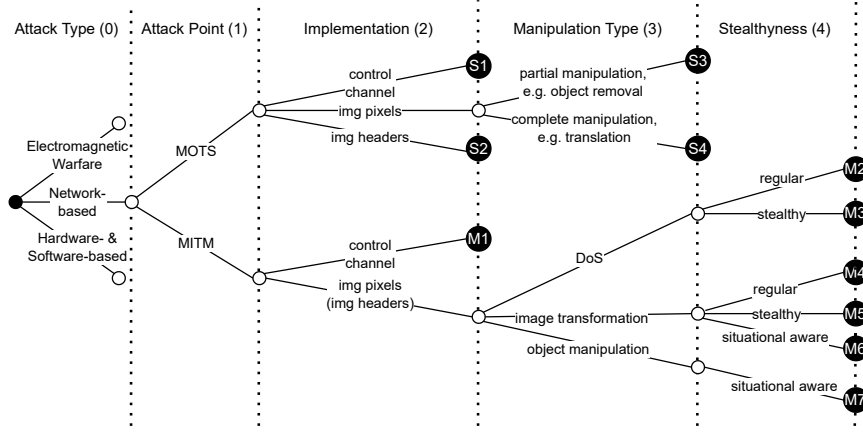 Attack Type (0)
Attack Point (1)
Implementation (2)
Manipulation Type (3)
Stealthyness (4)
Electromagnetic
Warfare
Network-
based
Hardware- &
Software-based
MOTS
MITM
control
channel
img pixels
img headers
S1
S2
partial manipulation,
e.g. object removal
complete manipulation,
e.g. translation
S3
S4
control
channel
img pixels
(img headers)
M1
DoS
image transformation
object manipulation
regular
stealthy
M2
M3
regular
stealthy
situational aware
M4
M5
M6
situational aware
M7